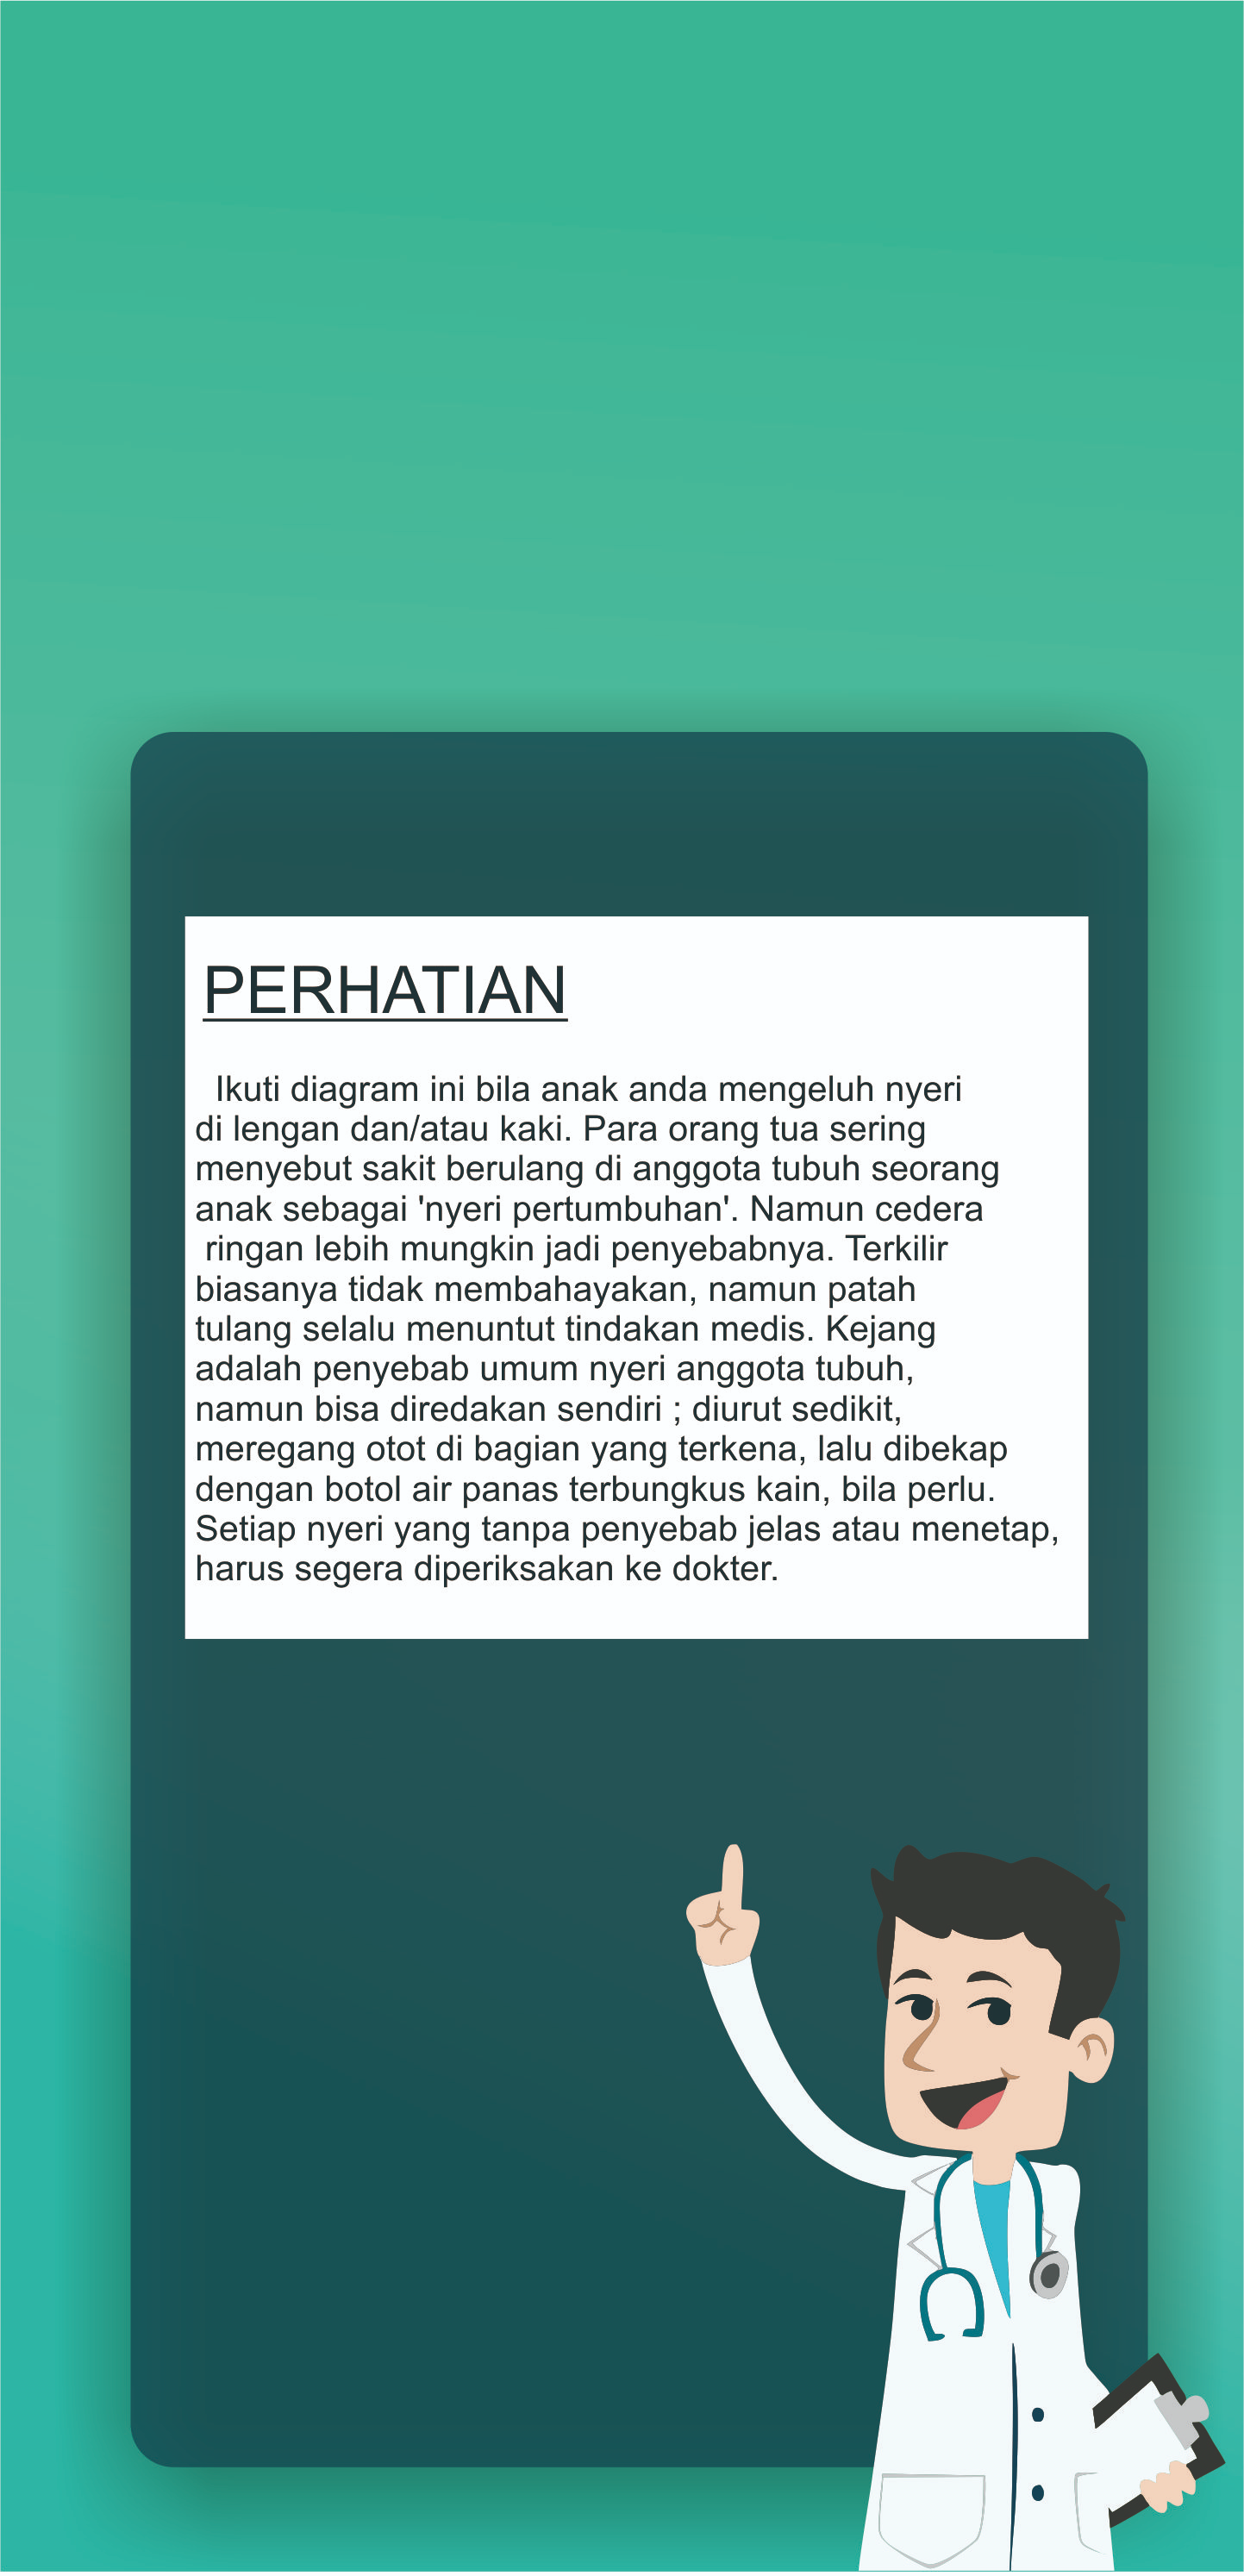 PERHATIAN
Ikuti diagram ini bila anak anda mengeluh nyeri
di lengan dan/atau kaki. Para orang tua sering
menyebut sakit berulang di anggota tubuh seorang
anak sebagai 'nyeri pertumbuhan'. Namun cedera
ringan lebih mungkin jadi penyebabnya. Terkilir
biasanya tidak membahayakan, namun patah
tulang selalu menuntut tindakan medis. Kejang
adalah penyebab umum nyeri anggota tubuh,
namun bisa diredakan sendiri ; diurut sedikit,
meregang otot di bagian yang terkena, lalu dibekap
dengan botol air panas terbungkus kain, bila perlu.
Setiap nyeri yang tanpa penyebab jelas atau menetap,
harus segera diperiksakan ke dokter.